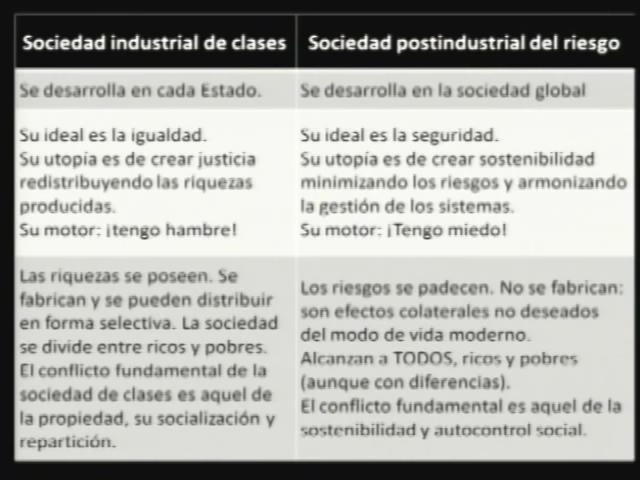 Sociedad industrial de clases
Sociedad postindustrial del riesgo
Se desarrolla en cada Estado.
Se desarrolla en la sociedad global
Su ideal es la igualdad.
Su utopía es de crear justicia
redistribuyendo las riquezas
producidas.
Su motor: ¡tengo hambre!
Su ideal es la seguridad.
Su utopía es de crear sostenibilidad
minimizando los riesgos y armonizando
la gestión de los sistemas.
Su motor: ¡Tengo miedo!
Las riquezas se poseen. Se
fabrican y se pueden distribuir
en forma selectiva. La sociedad
se divide entre ricos y pobres.
El conflicto fundamental de la
sociedad de clases es aquel de
la propiedad, su socialización y
repartición.
Los riesgos se padecen. No se fabrican:
son efectos colaterales no deseados
del modo de vida moderno.
Alcanzan a TODOS, ricos y pobres
(aunque con diferencias).
El conflicto fundamental es aquel de la
sostenibilidad y autocontrol social.